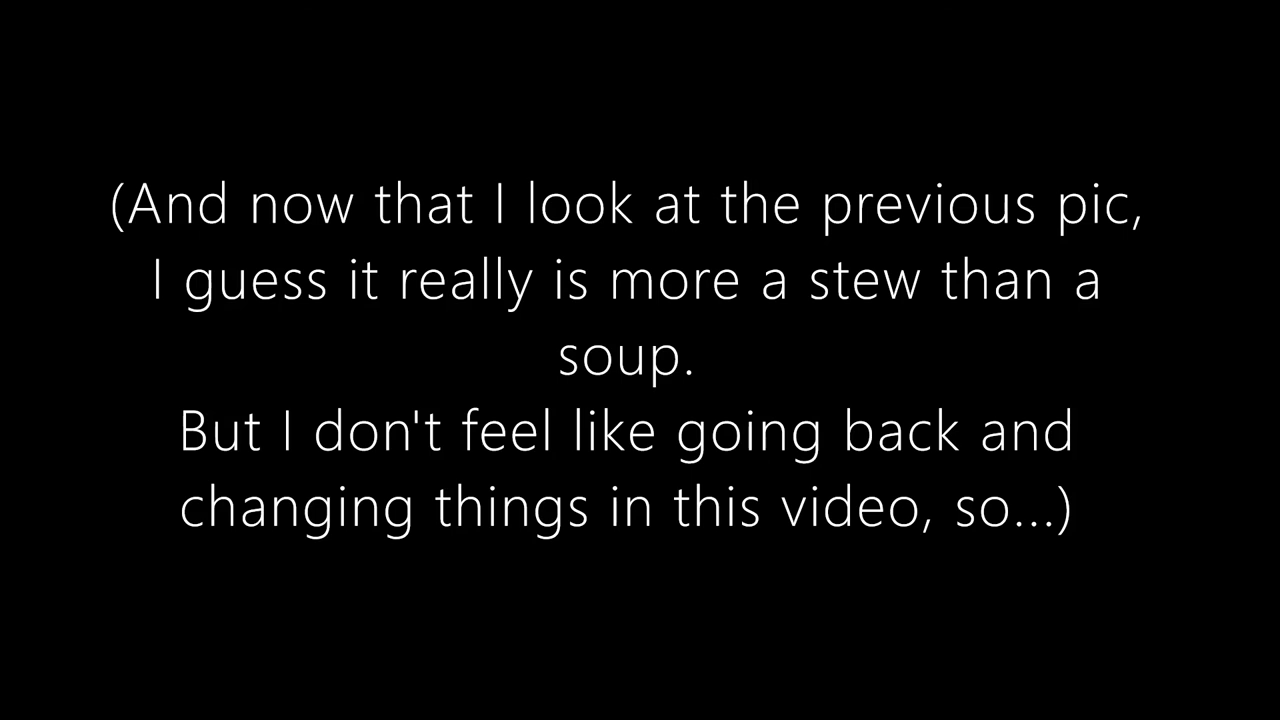 (And now that I look at the previous pic,
I guess it really is more a stew than a
soup.
But I don't feel like going back and
changing things in this video, so...)